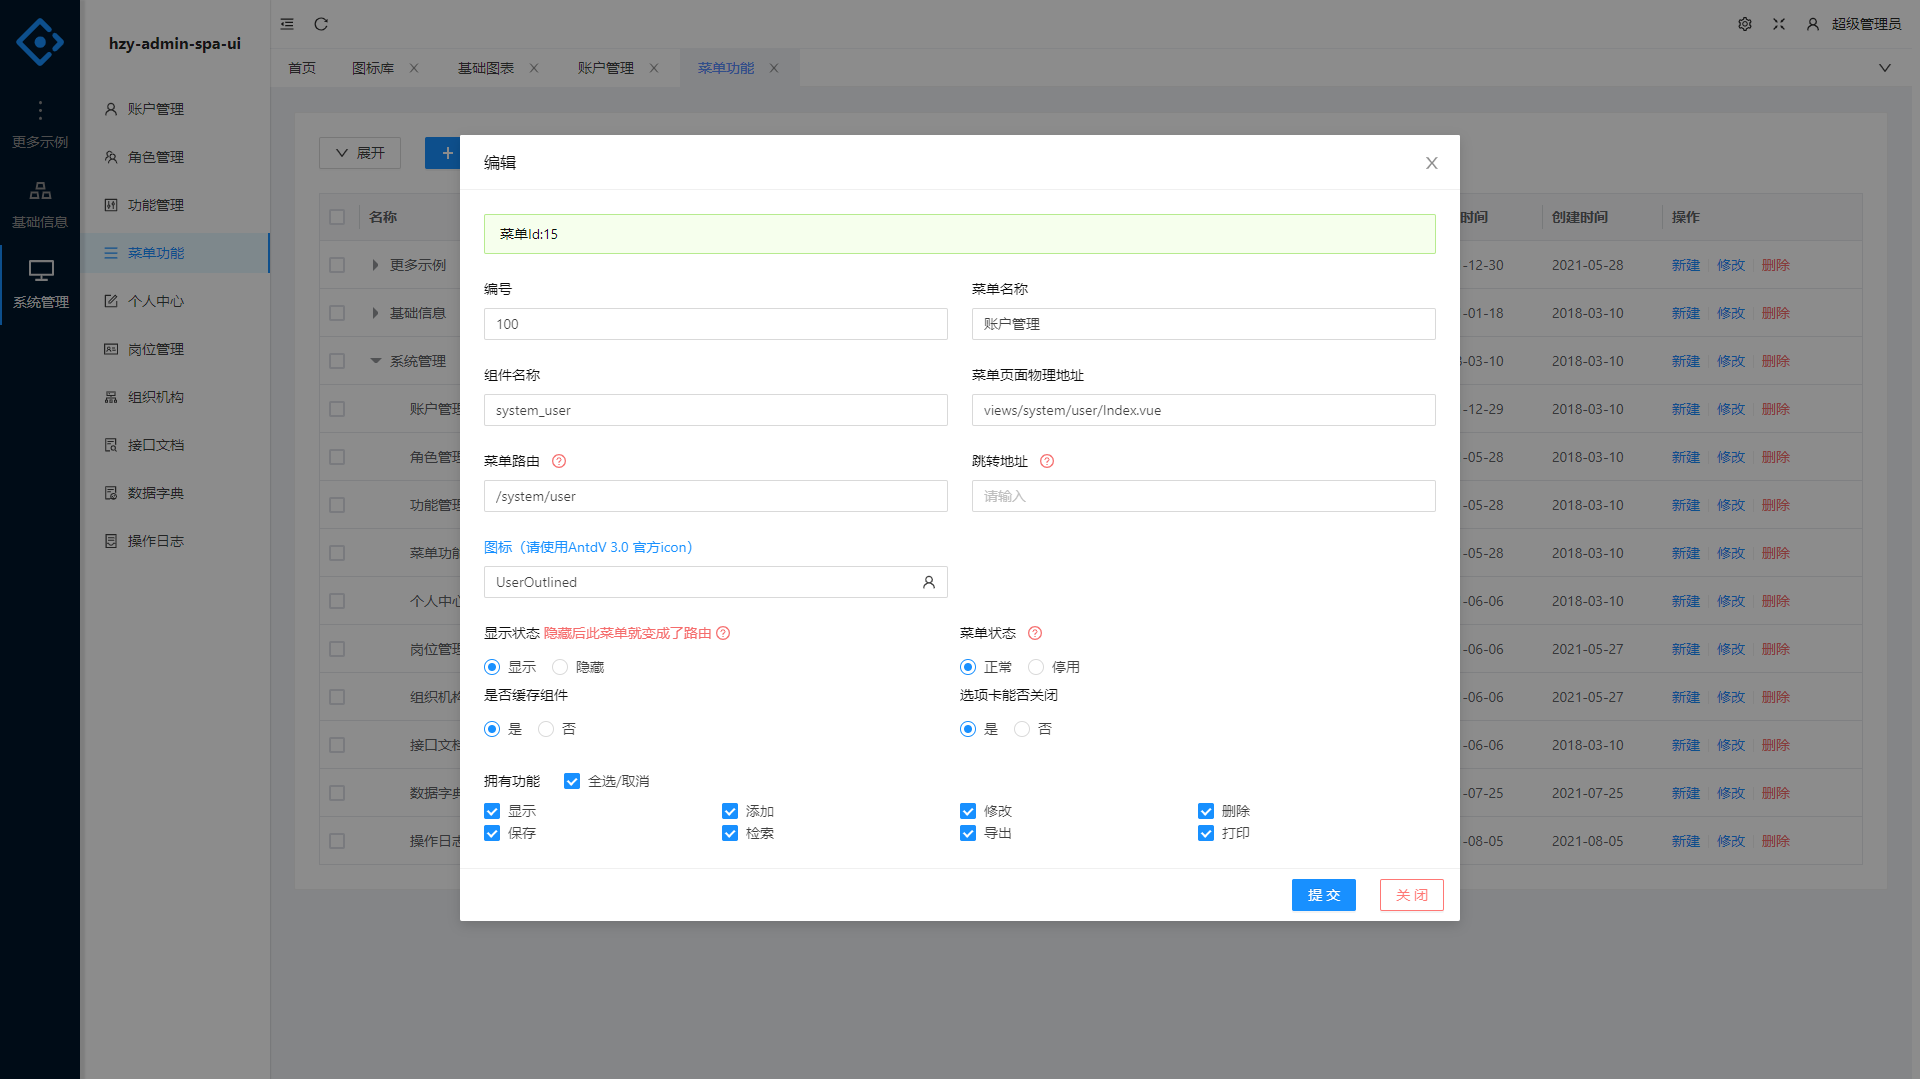 hzy-admin-spa-ui
超级管理员
首页 图标库 基础图表 账户管理 菜单功能
更多示例
基础信息
系统管理
账户管理
角色管理
功能管理
菜单功能
个人中心
岗位管理
组织机构
接口文档
数据字典
操作日志
展开
名称 时间 创建时间 操作
更多示例 -12-30 2021-05-28 新建 修改 删除
基础信息 -01-18 2018-03-10 新建 修改 删除
系统管理 -03-10 2018-03-10 新建 修改 删除
账户管理 -12-29 2018-03-10 新建 修改 删除
角色管理 -05-28 2018-03-10 新建 修改 删除
功能管理 -05-28 2018-03-10 新建 修改 删除
菜单功能 -05-28 2018-03-10 新建 修改 删除
个人中心 -06-06 2018-03-10 新建 修改 删除
岗位管理 -06-06 2021-05-27 新建 修改 删除
组织机构 -06-06 2021-05-27 新建 修改 删除
接口文档 -06-06 2018-03-10 新建 修改 删除
数据字典 -07-25 2021-07-25 新建 修改 删除
操作日志 -08-05 2021-08-05 新建 修改 删除
编辑
菜单Id:15
编号 菜单名称
100 账户管理
组件名称 菜单页面物理地址
system_user views/system/user/Index.vue
菜单路由 跳转地址
/system/user 请输入
图标（请使用AntdV 3.0 官方icon）
UserOutlined
显示状态 隐藏后此菜单就变成了路由 菜单状态
显示 隐藏 正常 停用
是否缓存组件 选项卡能否关闭
是 否 是 否
拥有功能 全选/取消
显示 添加 修改 删除
保存 检索 导出 打印
提 交 关 闭